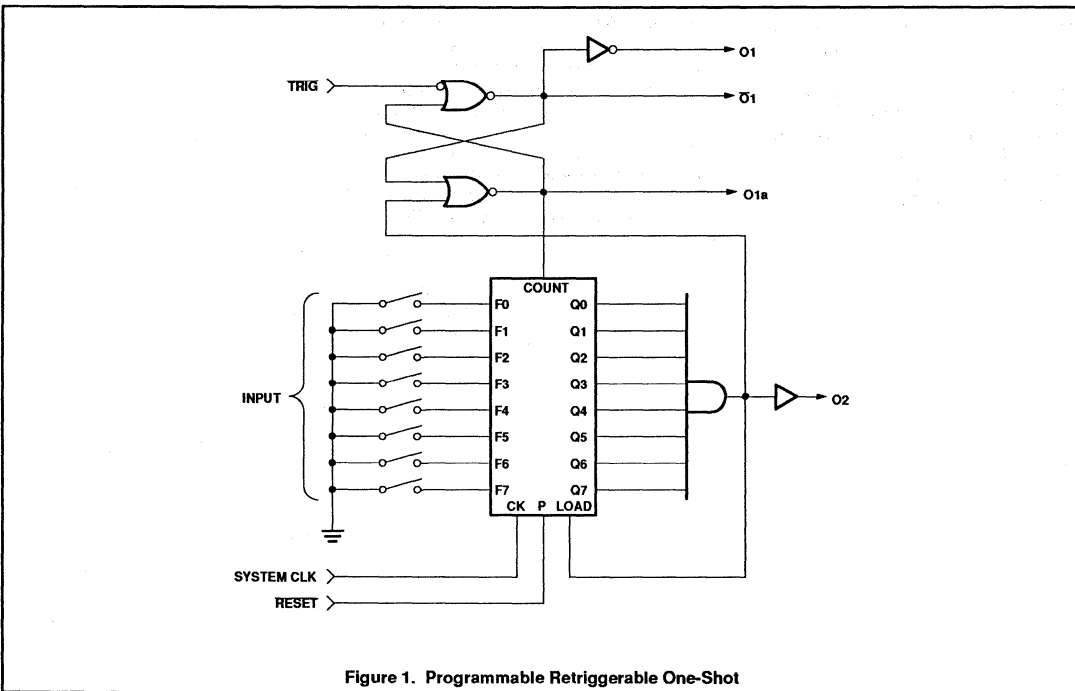 O1
TRIG
O̅1
O1a
COUNT
F0 Q0
F1 Q1
F2 Q2
F3 Q3
INPUT
O2
F4 Q4
F5 Q5
F6 Q6
F7 Q7
CK P LOAD
SYSTEM CLK
RESET
Figure 1. Programmable Retriggerable One-Shot